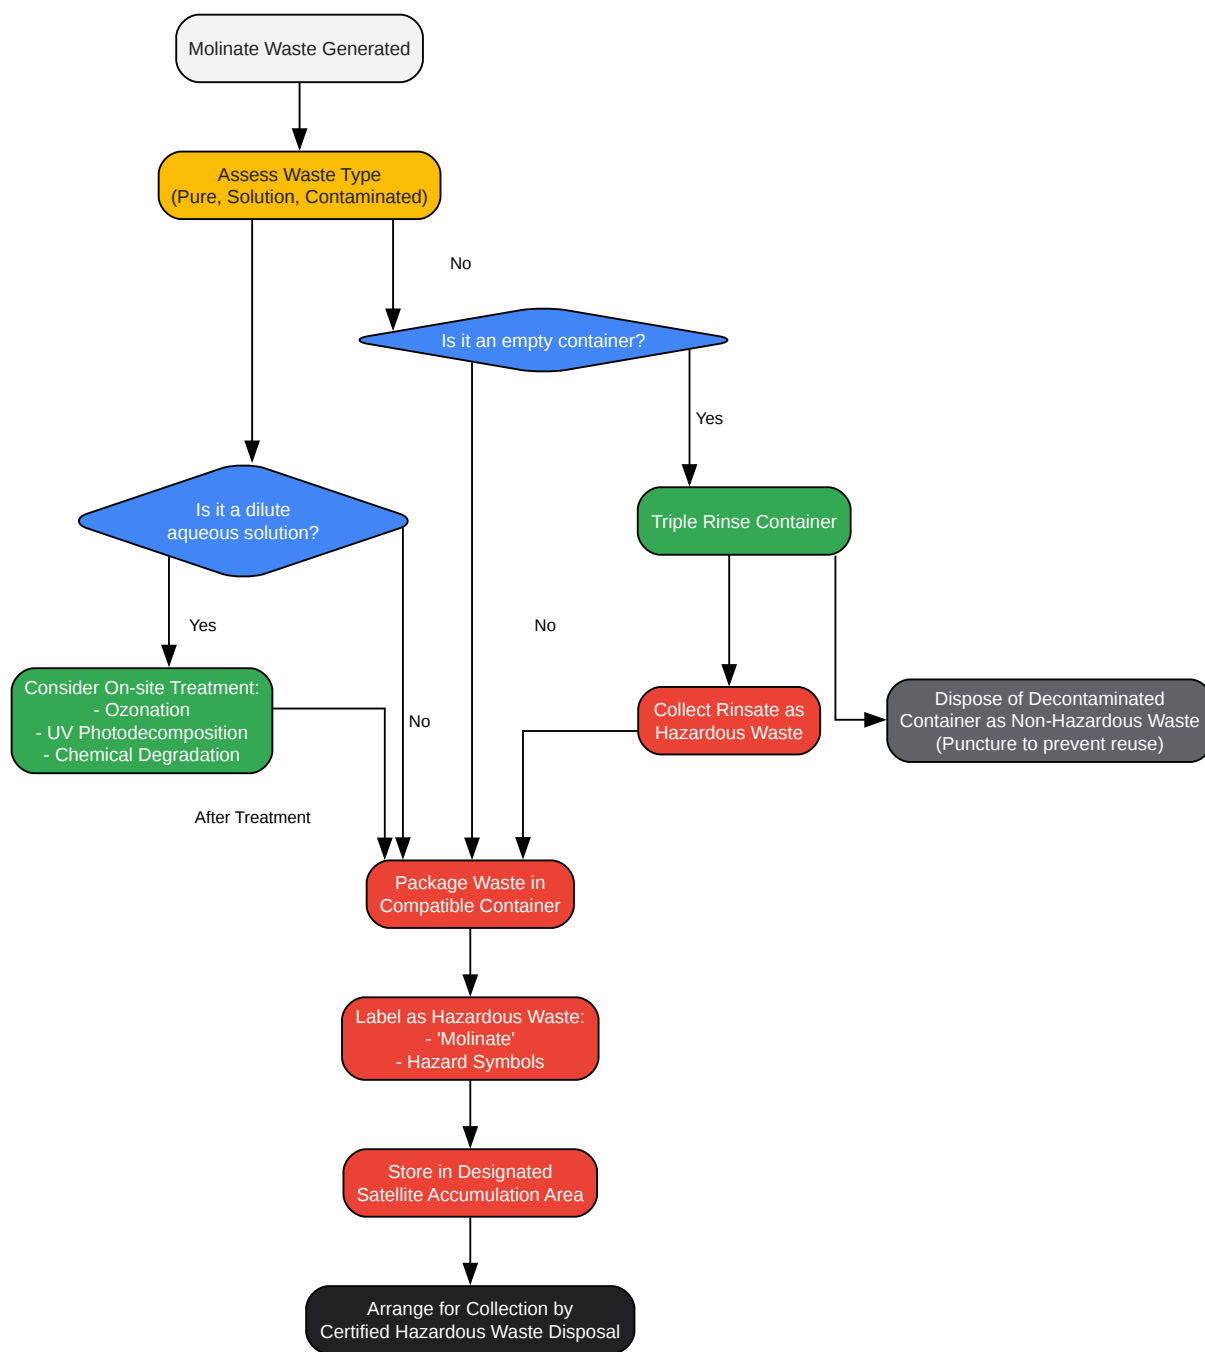 Molinate Waste Generated
Assess Waste Type
(Pure, Solution, Contaminated)
No
Is it an empty container?
Yes
Is it a dilute
aqueous solution?
Triple Rinse Container
Yes
No
Consider On-site Treatment:
- Ozonation
- UV Photodecomposition
- Chemical Degradation
No
Collect Rinsate as
Hazardous Waste
Dispose of Decontaminated
Container as Non-Hazardous Waste
(Puncture to prevent reuse)
After Treatment
Package Waste in
Compatible Container
Label as Hazardous Waste:
- 'Molinate'
- Hazard Symbols
Store in Designated
Satellite Accumulation Area
Arrange for Collection by
Certified Hazardous Waste Disposal